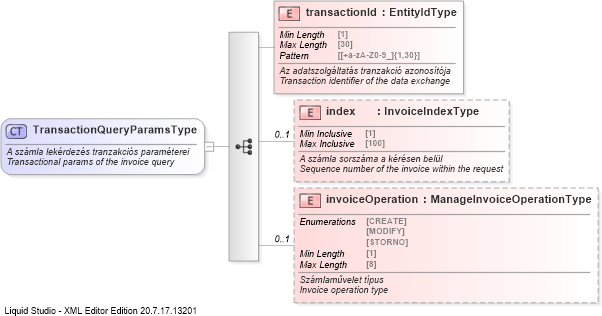 E transactionId : EntityIdType
Min Length [1]
Max Length [30]
Pattern [[+a-zA-Z0-9_]{1,30}]
Az adatszolgáltatás tranzakció azonosítója
Transaction identifier of the data exchange
CT TransactionQueryParamsType
A számla lekérdezés tranzakciós paraméterei
Transactional params of the invoice query
0..1
E index : InvoiceIndexType
Min Inclusive [1]
Max Inclusive [100]
A számla sorszáma a kérésen belül
Sequence number of the invoice within the request
0..1
E invoiceOperation : ManageInvoiceOperationType
Enumerations [CREATE]
[MODIFY]
[STORNO]
Min Length [1]
Max Length [8]
Számlaművelet típus
Invoice operation type
Liquid Studio - XML Editor Edition 20.7.17.13201